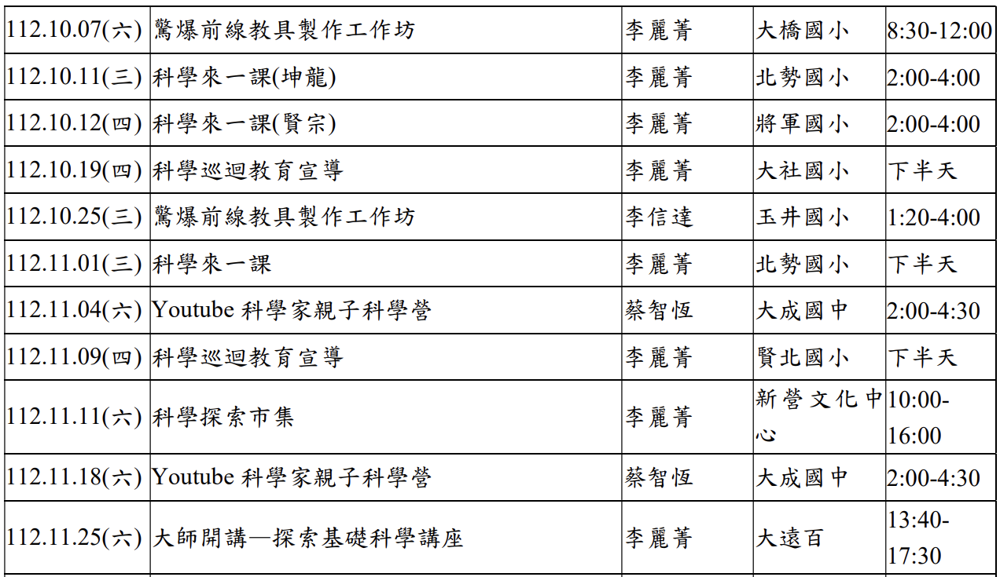 112.10.07(六) 驚爆前線教具製作工作坊 李麗菁 大橋國小 8:30-12:00
112.10.11(三) 科學來一課(坤龍) 李麗菁 北勢國小 2:00-4:00
112.10.12(四) 科學來一課(賢宗) 李麗菁 將軍國小 2:00-4:00
112.10.19(四) 科學巡迴教育宣導 李麗菁 大社國小 下半天
112.10.25(三) 驚爆前線教具製作工作坊 李信達 玉井國小 1:20-4:00
112.11.01(三) 科學來一課 李麗菁 北勢國小 下半天
112.11.04(六) Youtube 科學家親子科學營 蔡智恆 大成國中 2:00-4:30
112.11.09(四) 科學巡迴教育宣導 李麗菁 賢北國小 下半天
112.11.11(六) 科學探索市集 李麗菁 新營文化中心 10:00-16:00
112.11.18(六) Youtube 科學家親子科學營 蔡智恆 大成國中 2:00-4:30
112.11.25(六) 大師開講—探索基礎科學講座 李麗菁 大遠百 13:40-17:30